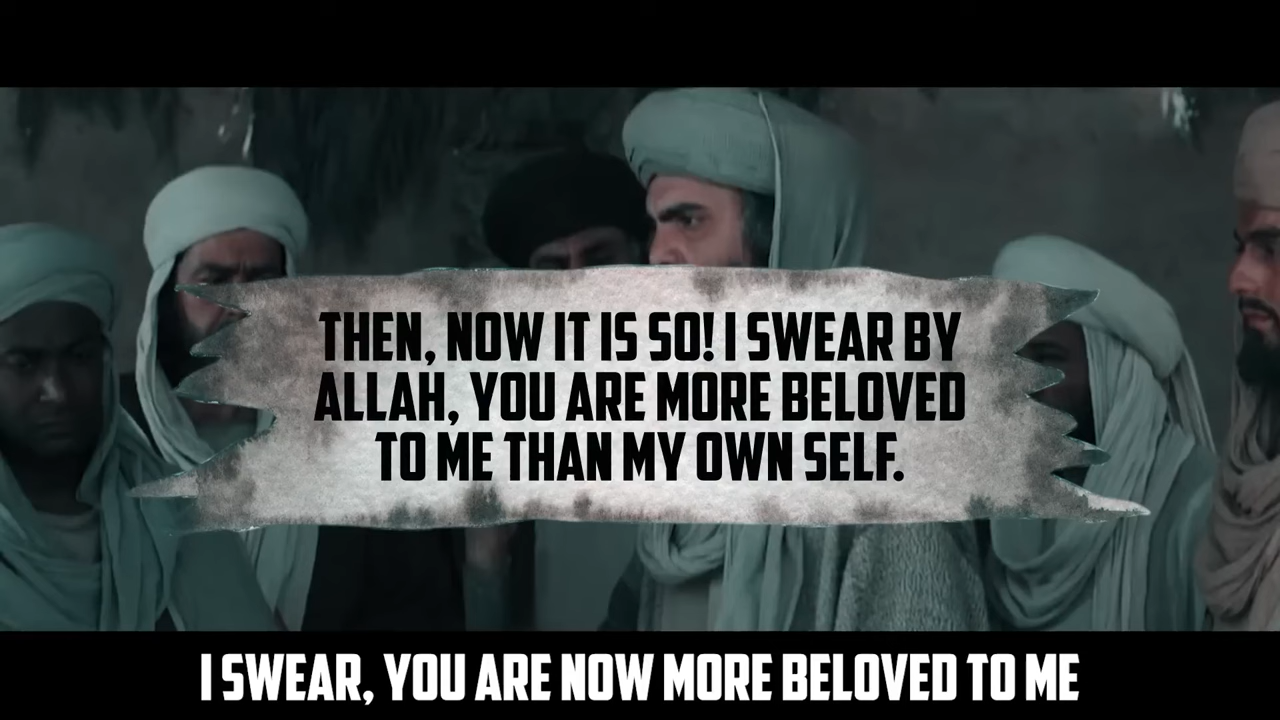 THEN, NOW IT IS SO! I SWEAR BY
ALLAH, YOU ARE MORE BELOVED
TO ME THAN MY OWN SELF.
I SWEAR, YOU ARE NOW MORE BELOVED TO ME